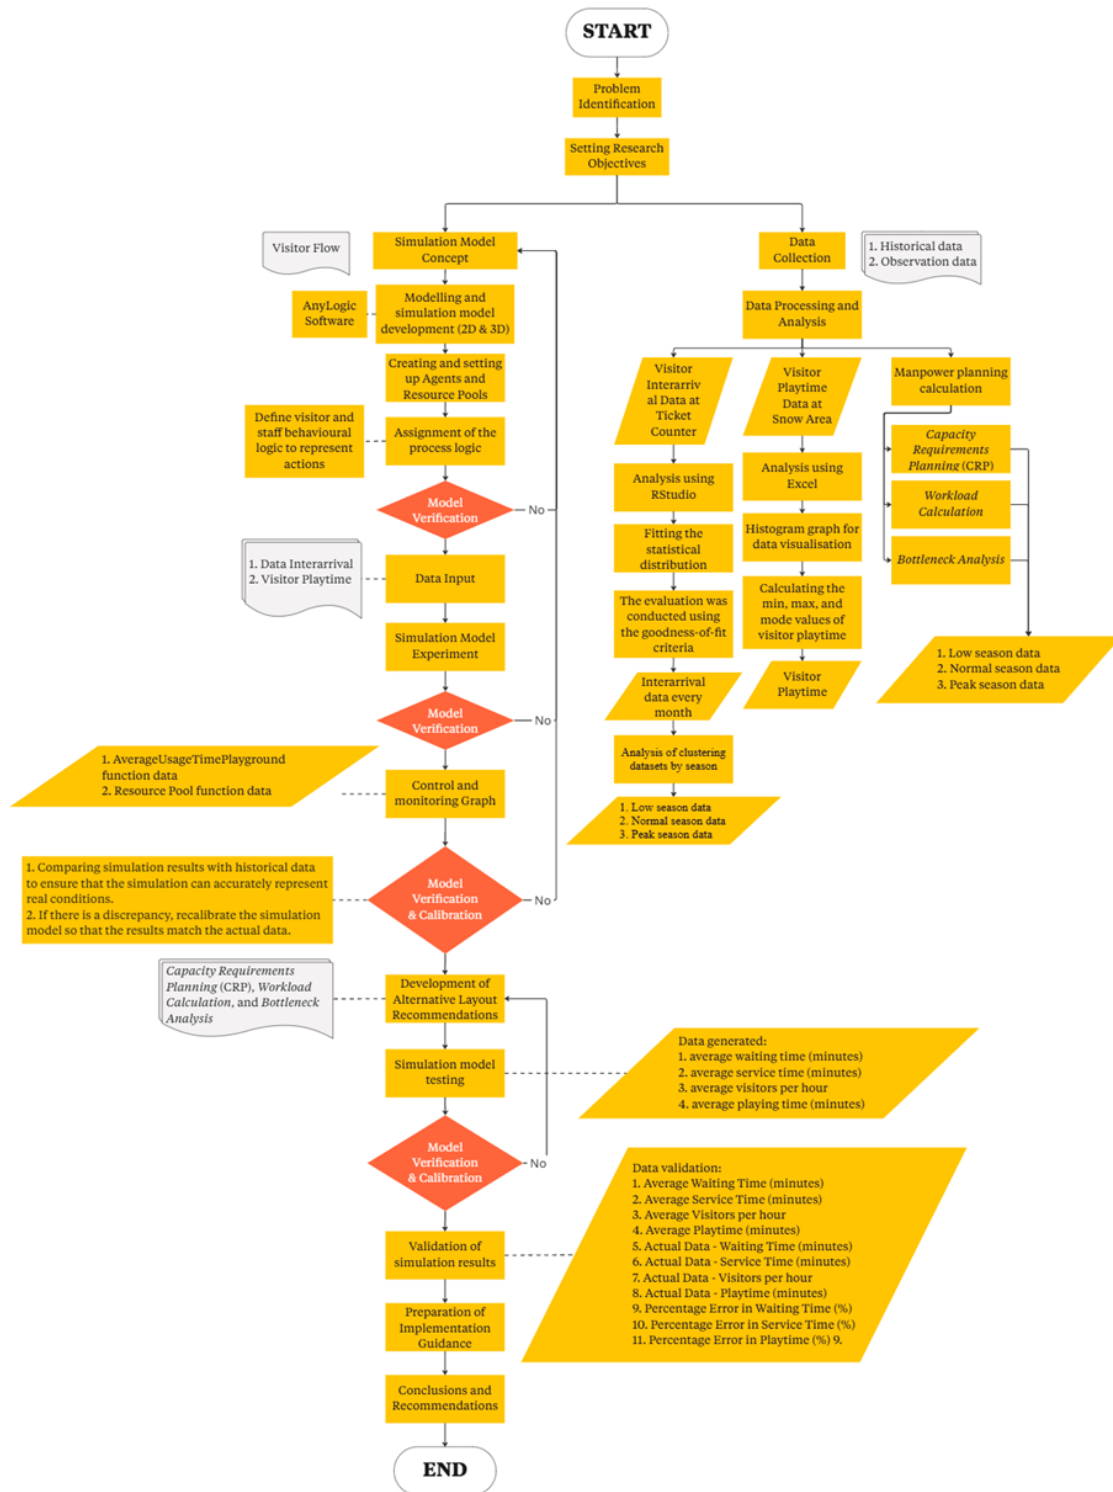 START
Problem
Identification
Setting Research
Objectives
Visitor Flow
Simulation Model
Concept
Data
Collection
1. Historical data
2. Observation data
AnyLogic
Software
Modelling and
simulation model
development (2D & 3D)
Data Processing and
Analysis
Creating and setting
up Agents and
Resource Pools
Visitor
Interarriv
al Data at
Ticket
Counter
Visitor
Playtime
Data at
Snow Area
Manpower planning
calculation
Define visitor and
staff behavioural
logic to represent
actions
Assignment of the
process logic
Capacity
Requirements
Planning (CRP)
Analysis using
RStudio
Analysis using
Excel
Workload
Calculation
Model
Verification
No
Fitting the
statistical
distribution
Histogram graph for
data visualisation
Bottleneck Analysis
1. Data Interarrival
2. Visitor Playtime
Data Input
The evaluation was
conducted using
the goodness-of-fit
criteria
Calculating the
min, max, and
mode values of
visitor playtime
Simulation Model
Experiment
1. Low season data
2. Normal season data
3. Peak season data
Interarrival
data every
month
Visitor
Playtime
Model
Verification
No
Analysis of clustering
datasets by season
1. AverageUsageTimePlayground
function data
2. Resource Pool function data
Control and
monitoring Graph
1. Low season data
2. Normal season data
3. Peak season data
1. Comparing simulation results with historical data
to ensure that the simulation can accurately represent
real conditions.
2. If there is a discrepancy, recalibrate the simulation
model so that the results match the actual data.
Model
Verification
& Calibration
No
Capacity Requirements
Planning (CRP), Workload
Calculation, and Bottleneck
Analysis
Development of
Alternative Layout
Recommendations
Simulation model
testing
Data generated:
1. average waiting time (minutes)
2. average service time (minutes)
3. average visitors per hour
4. average playing time (minutes)
Model
Verification
& Calibration
No
Data validation:
1. Average Waiting Time (minutes)
2. Average Service Time (minutes)
3. Average Visitors per hour
4. Average Playtime (minutes)
5. Actual Data - Waiting Time (minutes)
6. Actual Data - Service Time (minutes)
7. Actual Data - Visitors per hour
8. Actual Data - Playtime (minutes)
9. Percentage Error in Waiting Time (%)
10. Percentage Error in Service Time (%)
11. Percentage Error in Playtime (%) 9.
Validation of
simulation results
Preparation of
Implementation
Guidance
Conclusions and
Recommendations
END